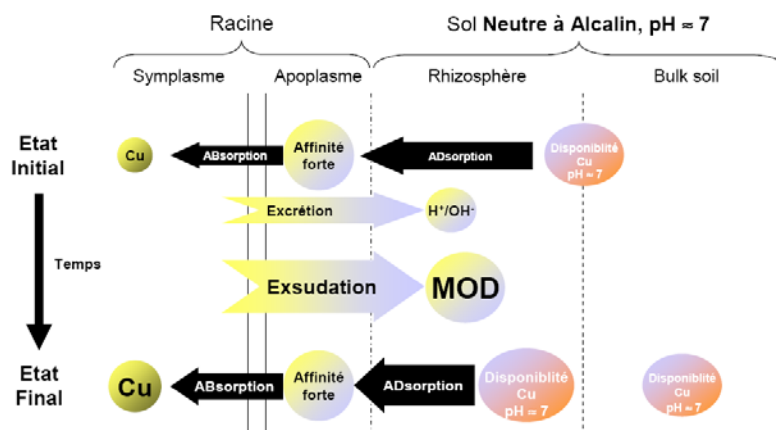 Racine
Sol Neutre à Alcalin, pH ≈ 7
Symplasme
Apoplasme
Rhizosphère
Bulk soil
Etat
Initial
Cu
ABsorption
Affinité
forte
ADsorption
Disponiblité
Cu
pH ≈ 7
Excrétion
H+/OH-
Temps
Exsudation
MOD
Etat
Final
Cu
ABsorption
Affinité
forte
ADsorption
Disponiblité
Cu
pH ≈ 7
Disponiblité
Cu
pH ≈ 7